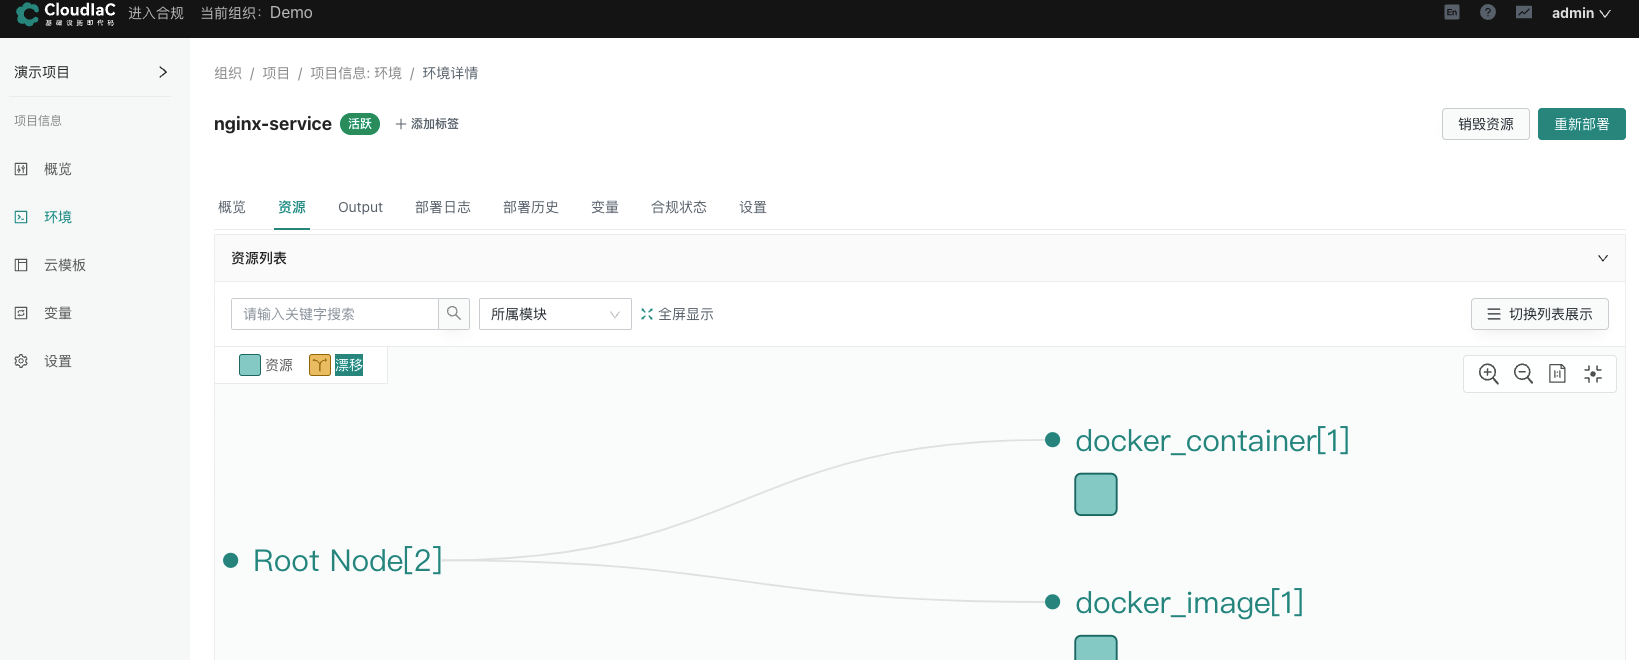 CloudIaC
基础设施即代码
进入合规 当前组织: Demo
En ? admin
演示项目
项目信息
概览
环境
云模板
变量
设置
组织 / 项目 / 项目信息: 环境 / 环境详情
nginx-service 活跃 + 添加标签
销毁资源 重新部署
概览 资源 Output 部署日志 部署历史 变量 合规状态 设置
资源列表
请输入关键字搜索 所属模块 全屏显示 切换列表展示
资源 漂移
docker_container[1]
Root Node[2]
docker_image[1]